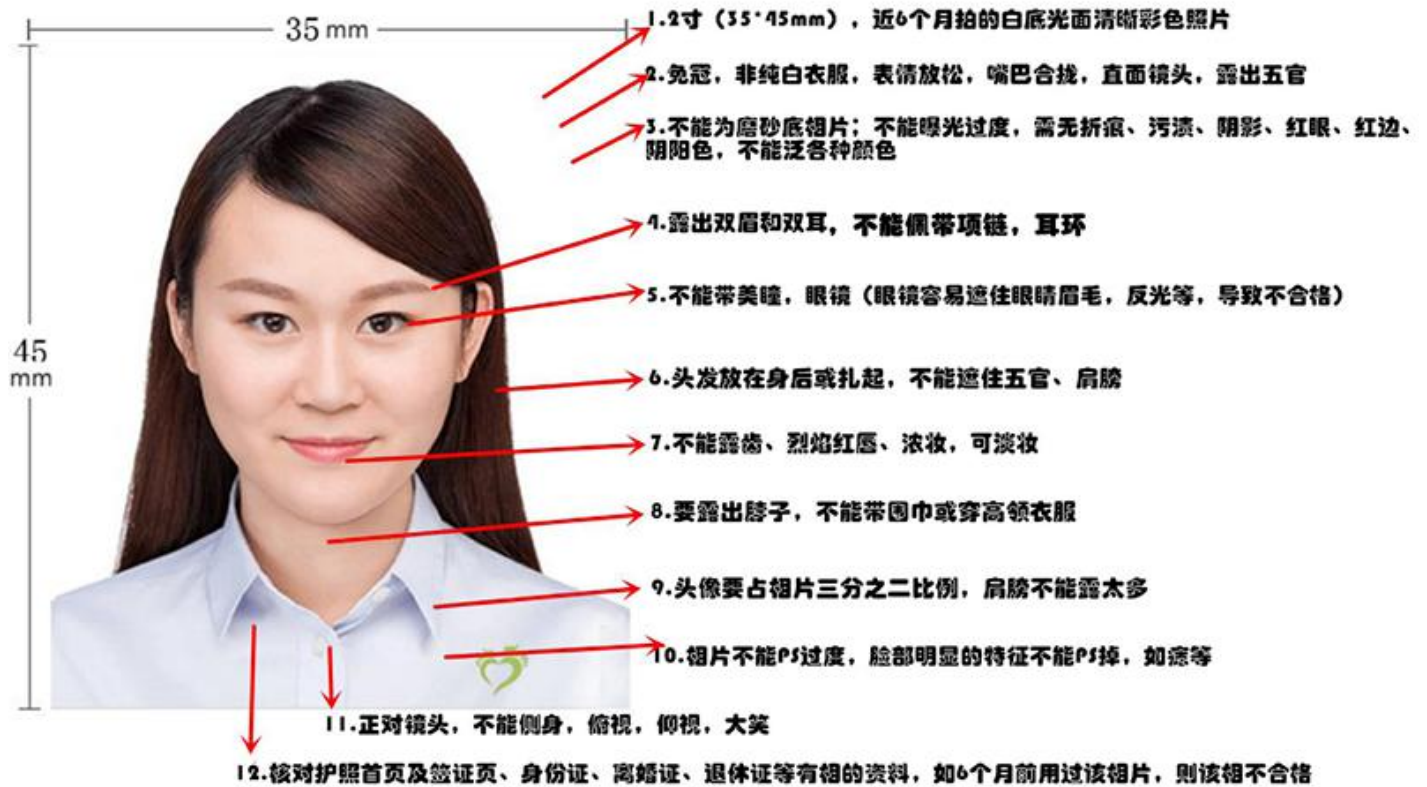 35 mm
45
mm
1.2寸（35*45mm），近6个月拍的白底光面清晰彩色照片
2.免冠，非纯白衣服，表情放松，嘴巴合拢，直面镜头，露出五官
3.不能为磨砂底相片；不能曝光过度，需无折痕、污渍、阴影、红眼、红边、
阴阳色，不能泛各种颜色
4.露出双眉和双耳，不能佩带项链，耳环
5.不能带美瞳，眼镜（眼镜容易遮住眼睛眉毛，反光等，导致不合格）
6.头发放在身后或扎起，不能遮住五官、肩膀
7.不能露齿、烈焰红唇、浓妆，可淡妆
8.要露出脖子，不能带围巾或穿高领衣服
9.头像要占相片三分之二比例，肩膀不能露太多
10.相片不能PS过度，脸部明显的特征不能PS掉，如痣等
11.正对镜头，不能侧身，俯视，仰视，大笑
12.核对护照首页及签证页、身份证、离婚证、退休证等有相的资料，如6个月前用过该相片，则该相不合格